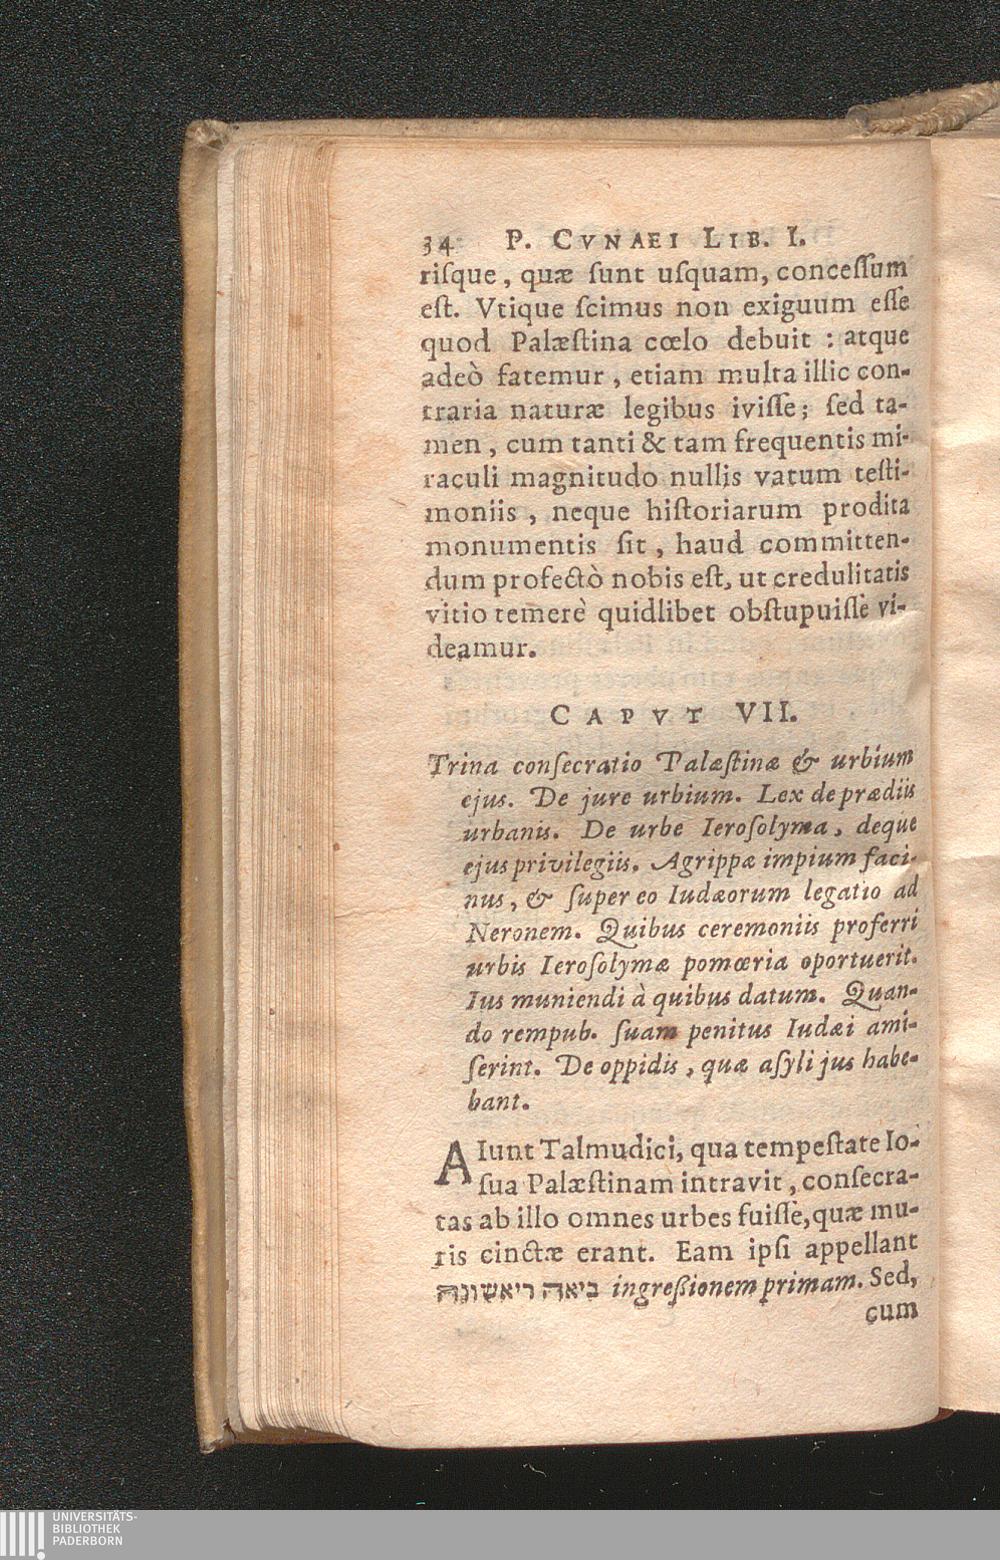 34 P. CVNAEI LIB. I.
riſque, quæ ſunt uſquam, conceſſum
eſt. Vtique ſcimus non exiguum eſſe
quod Palæſtina cœlo debuit : atque
adeò fatemur, etiam multa illic con-
traria naturæ legibus iviſſe; ſed ta-
men, cum tanti & tam frequentis mi-
raculi magnitudo nullis vatum teſti-
moniis, neque hiſtoriarum prodita
monumentis ſit, haud committen-
dum profectò nobis eſt, ut credulitatis
vitio temerè quidlibet obſtupuiſſe vi-
deamur.
CAPVT VII.
Trina conſecratio Palæſtinæ & urbium
ejus. De jure urbium. Lex de prædiis
urbanis. De urbe Ieroſolyma, deque
ejus privilegiis. Agrippæ impium faci-
nus, & ſuper eo Iudæorum legatio ad
Neronem. Quibus ceremoniis proferri
urbis Ieroſolymæ pomœria oportuerit.
Ius muniendi à quibus datum. Quan-
do rempub. ſuam penitus Iudæi ami-
ſerint. De oppidis, quæ aſyli jus habe-
bant.
AIunt Talmudici, qua tempeſtate Io-
ſua Palæſtinam intravit, conſecra-
tas ab illo omnes urbes fuiſſe, quæ mu-
ris cinctæ erant. Eam ipſi appellant
ביאה ריאשונה ingreßionem primam. Sed,
cum
UNIVERSITÄTS-
BIBLIOTHEK
PADERBORN